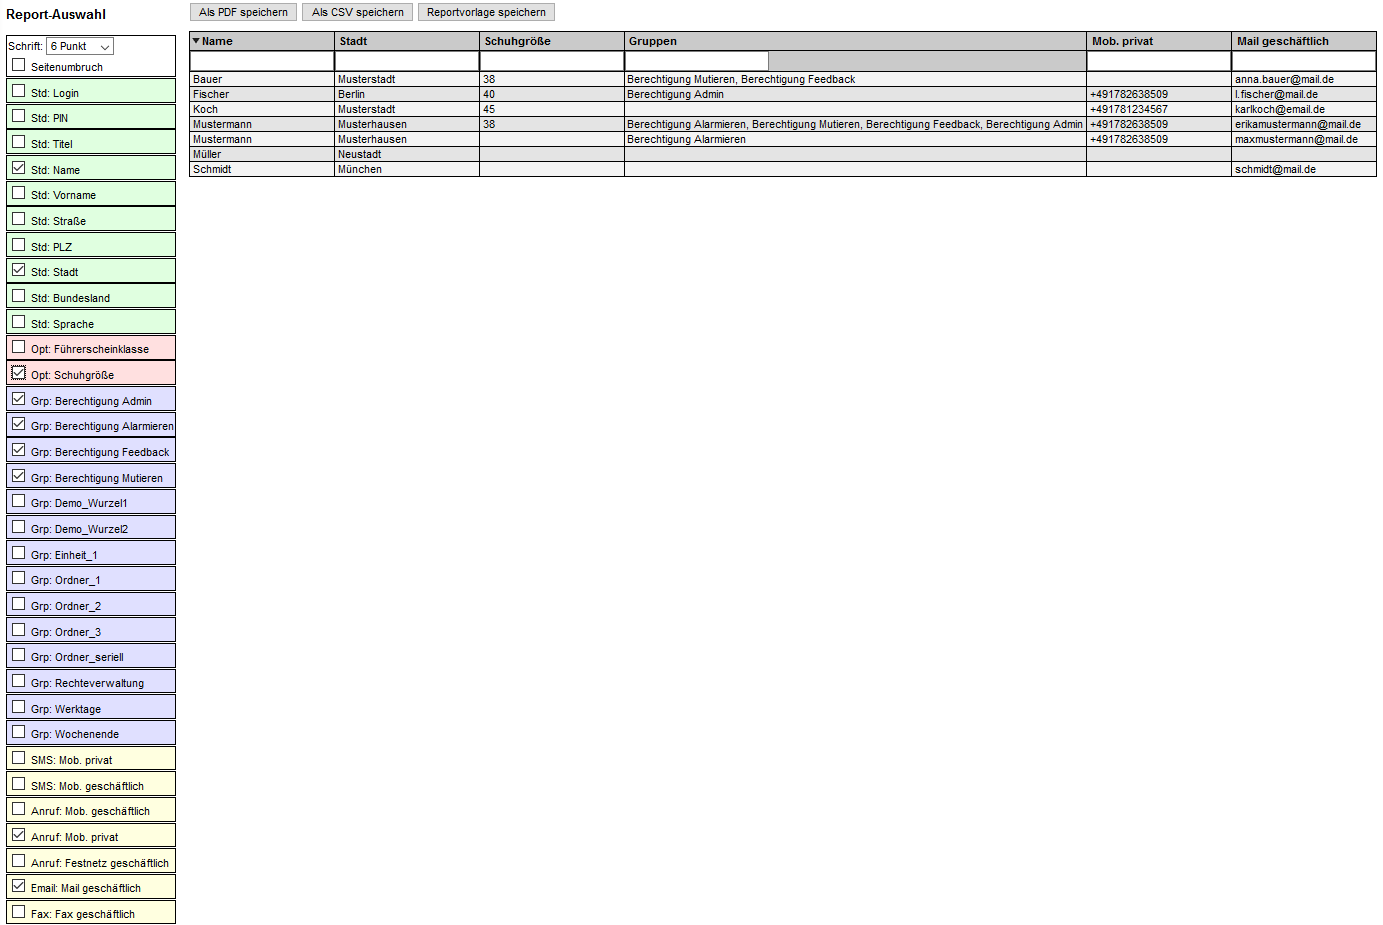 Report-Auswahl
Schrift: 6 Punkt
Seitenumbruch
Std: Login
Std: PIN
Std: Titel
Std: Name
Std: Vorname
Std: Straße
Std: PLZ
Std: Stadt
Std: Bundesland
Std: Sprache
Opt: Führerscheinklasse
Opt: Schuhgröße
Grp: Berechtigung Admin
Grp: Berechtigung Alarmieren
Grp: Berechtigung Feedback
Grp: Berechtigung Mutieren
Grp: Demo_Wurzel1
Grp: Demo_Wurzel2
Grp: Einheit_1
Grp: Ordner_1
Grp: Ordner_2
Grp: Ordner_3
Grp: Ordner_seriell
Grp: Rechteverwaltung
Grp: Werktage
Grp: Wochenende
SMS: Mob. privat
SMS: Mob. geschäftlich
Anruf: Mob. geschäftlich
Anruf: Mob. privat
Anruf: Festnetz geschäftlich
Email: Mail geschäftlich
Fax: Fax geschäftlich
Als PDF speichern Als CSV speichern Reportvorlage speichern
Name Stadt Schuhgröße Gruppen Mob. privat Mail geschäftlich
Bauer Musterstadt 38 Berechtigung Mutieren, Berechtigung Feedback anna.bauer@mail.de
Fischer Berlin 40 Berechtigung Admin +491782638509 l.fischer@mail.de
Koch Musterstadt 45 +491781234567 karlkoch@email.de
Mustermann Musterhausen 38 Berechtigung Alarmieren, Berechtigung Mutieren, Berechtigung Feedback, Berechtigung Admin +491782638509 erikamustermann@mail.de
Mustermann Musterhausen Berechtigung Alarmieren +491782638509 maxmustermann@mail.de
Müller Neustadt
Schmidt München schmidt@mail.de